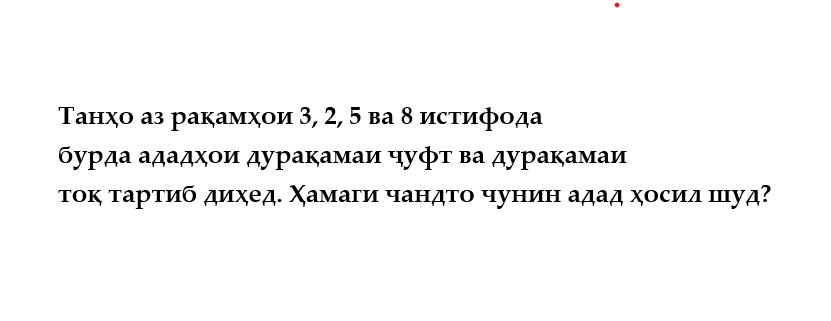 Танҳо аз рақамҳои 3, 2, 5 ва 8 истифода
бурда ададҳои дурақамаи ҷуфт ва дурақамаи
тоқ тартиб диҳед. Ҳамаги чандто чунин адад ҳосил шуд?